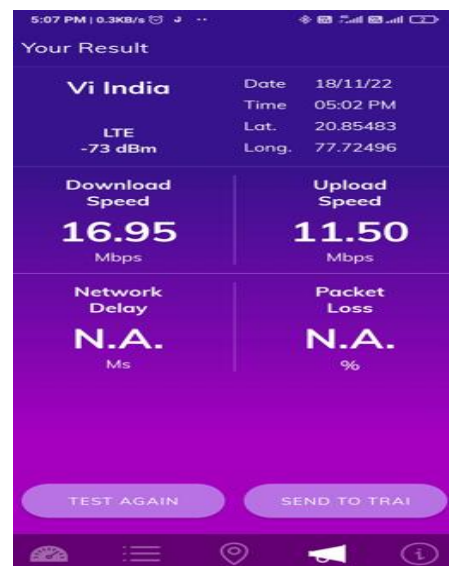 5:07 PM | 0.3KB/s
Your Result
Vi India
LTE
-73 dBm
Date 18/11/22
Time 05:02 PM
Lat. 20.85483
Long. 77.72496
Download Speed
16.95
Mbps
Upload Speed
11.50
Mbps
Network Delay
N.A.
Ms
Packet Loss
N.A.
%
TEST AGAIN
SEND TO TRAI